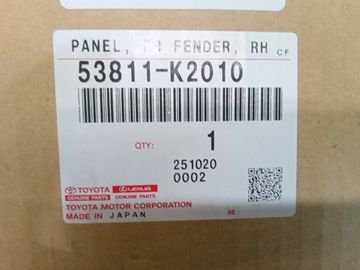 PANEL, FR FENDER, RH CF
53811-K2010
QTY: 1
251020
0002
TOYOTA LEXUS
GENUINE PARTS GENUINE PARTS
TOYOTA MOTOR CORPORATION
MADE IN JAPAN 98